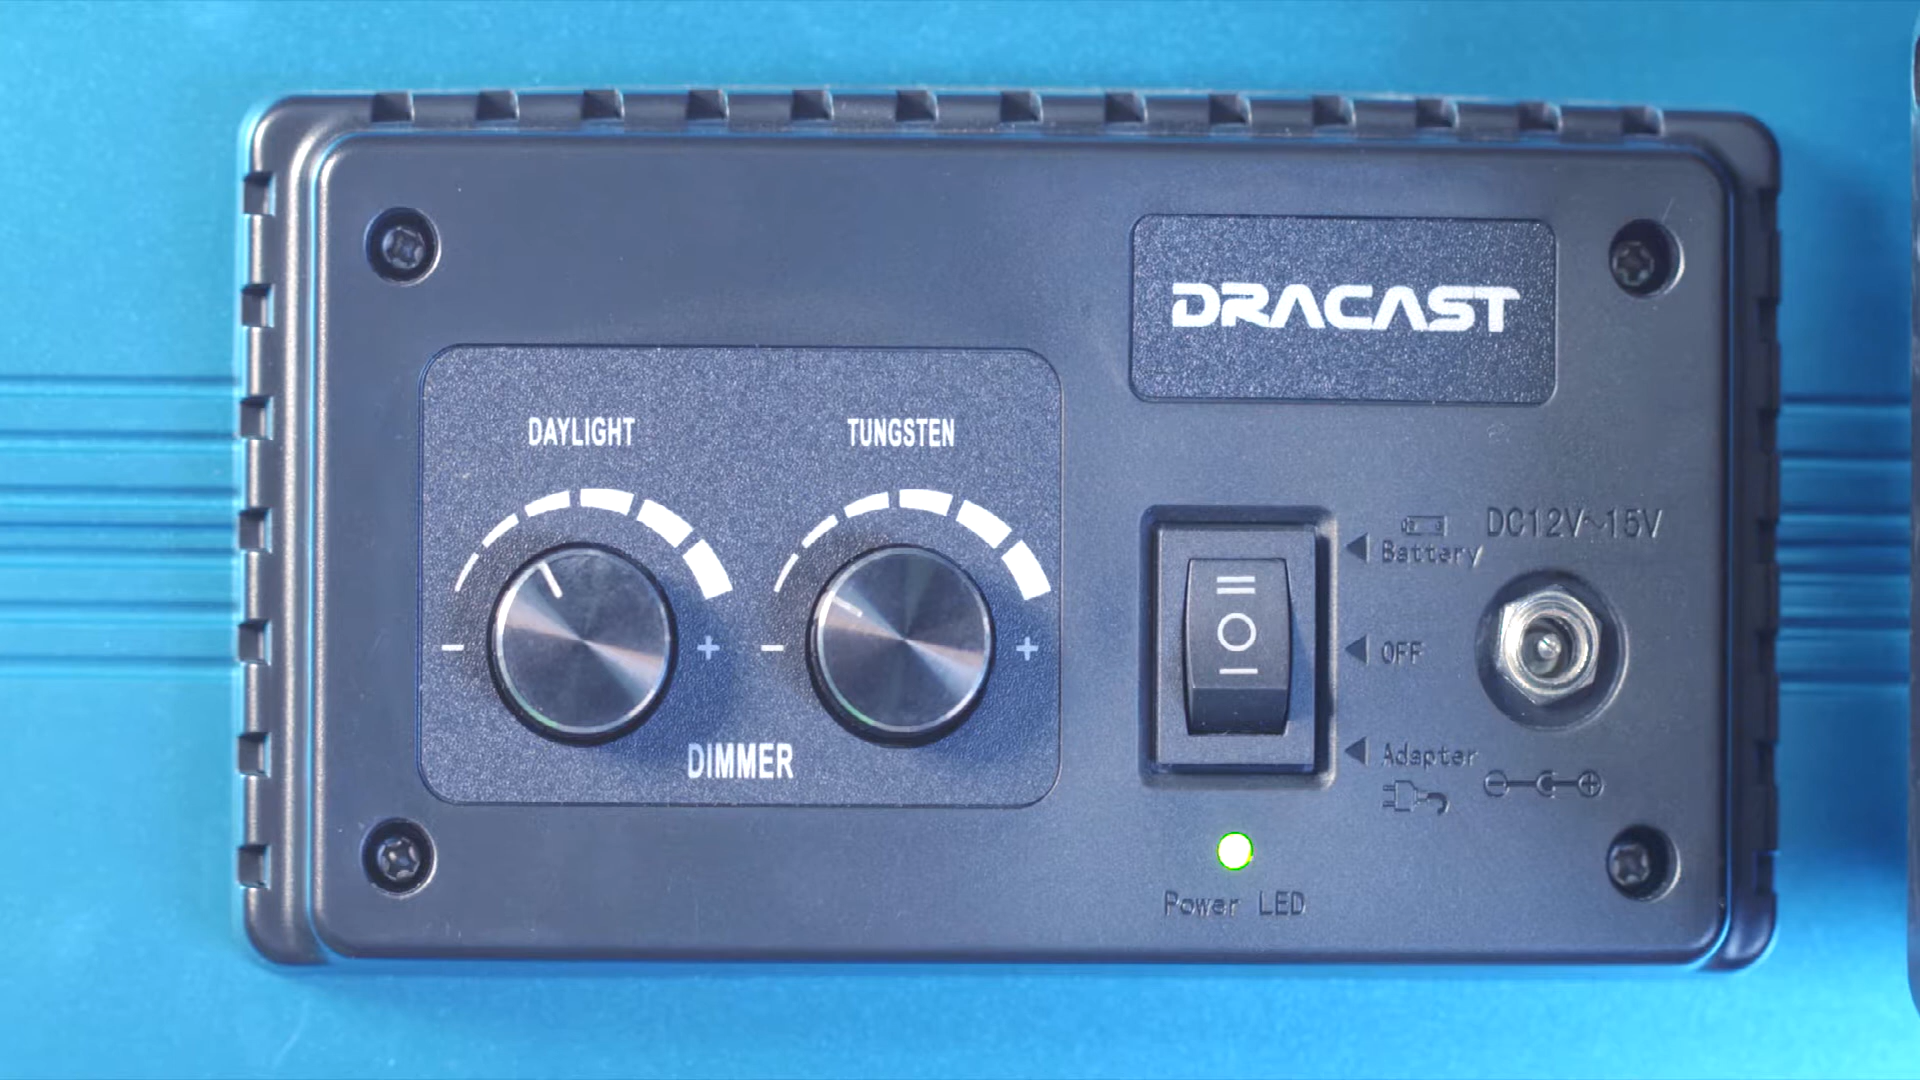 DRACAST
DAYLIGHT TUNGSTEN
DC12V~15V
Battery
- + - +
OFF
DIMMER
Adapter
Power LED